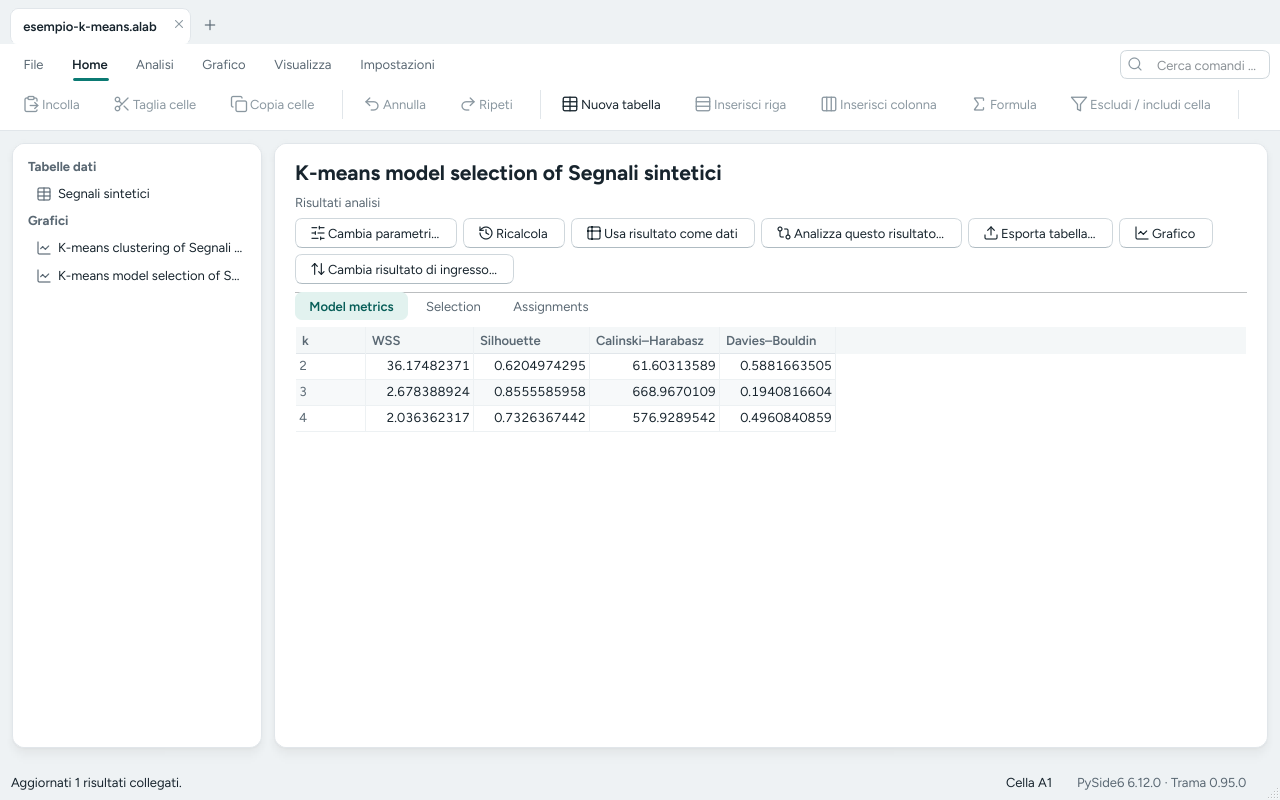 esempio-k-means.alab
File Home Analisi Grafico Visualizza Impostazioni Cerca comandi ...
Incolla Taglia celle Copia celle Annulla Ripeti Nuova tabella Inserisci riga Inserisci colonna Formula Escludi / includi cella
Tabelle dati
Segnali sintetici
Grafici
K-means clustering of Segnali ...
K-means model selection of S...
K-means model selection of Segnali sintetici
Risultati analisi
Cambia parametri... Ricalcola Usa risultato come dati Analizza questo risultato... Esporta tabella... Grafico
Cambia risultato di ingresso...
Model metrics Selection Assignments
k WSS Silhouette Calinski–Harabasz Davies–Bouldin
2 36.17482371 0.6204974295 61.60313589 0.5881663505
3 2.678388924 0.8555585958 668.9670109 0.1940816604
4 2.036362317 0.7326367442 576.9289542 0.4960840859
Aggiornati 1 risultati collegati. Cella A1 PySide6 6.12.0 · Trama 0.95.0